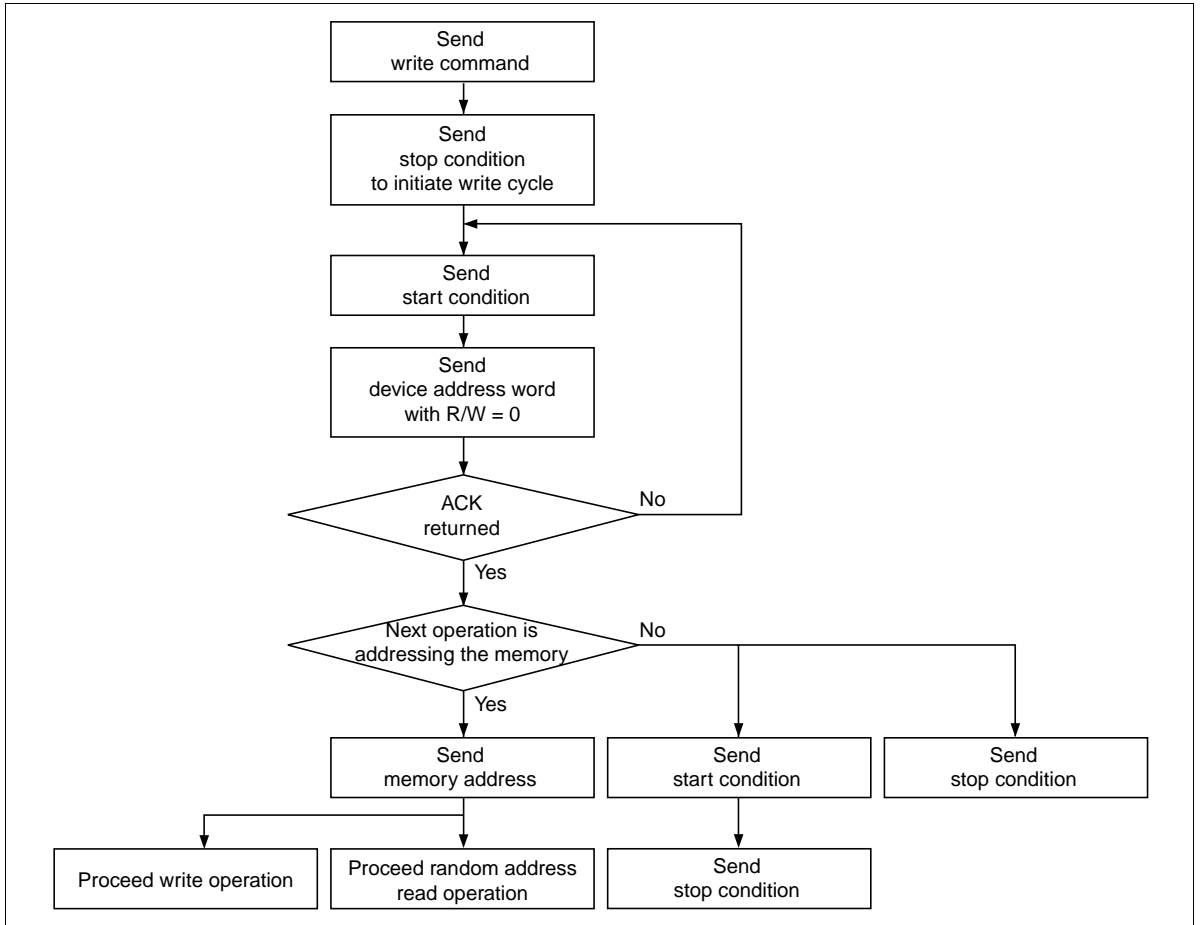 Send
write command
Send
stop condition
to initiate write cycle
Send
start condition
Send
device address word
with R/W = 0
ACK
returned
No
Yes
Next operation is
addressing the memory
No
Yes
Send
memory address
Send
start condition
Send
stop condition
Proceed write operation
Proceed random address
read operation
Send
stop condition